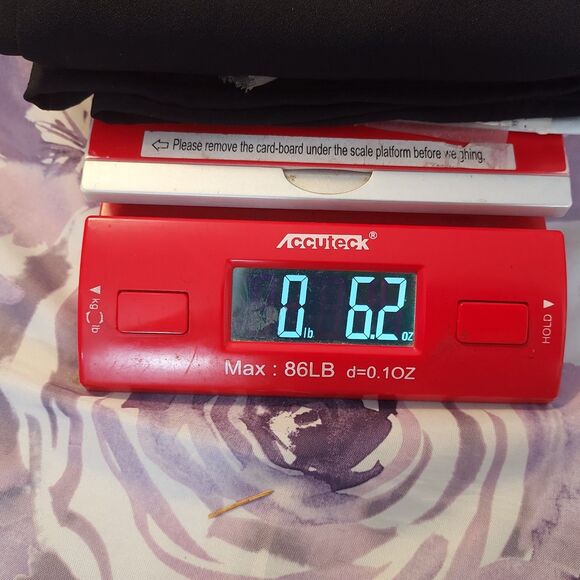 ⇦ Please remove the card-board under the scale platform before weighing.
Accuteck®
kg lb
0 lb 6.2 oz
HOLD
Max : 86LB d=0.1OZ